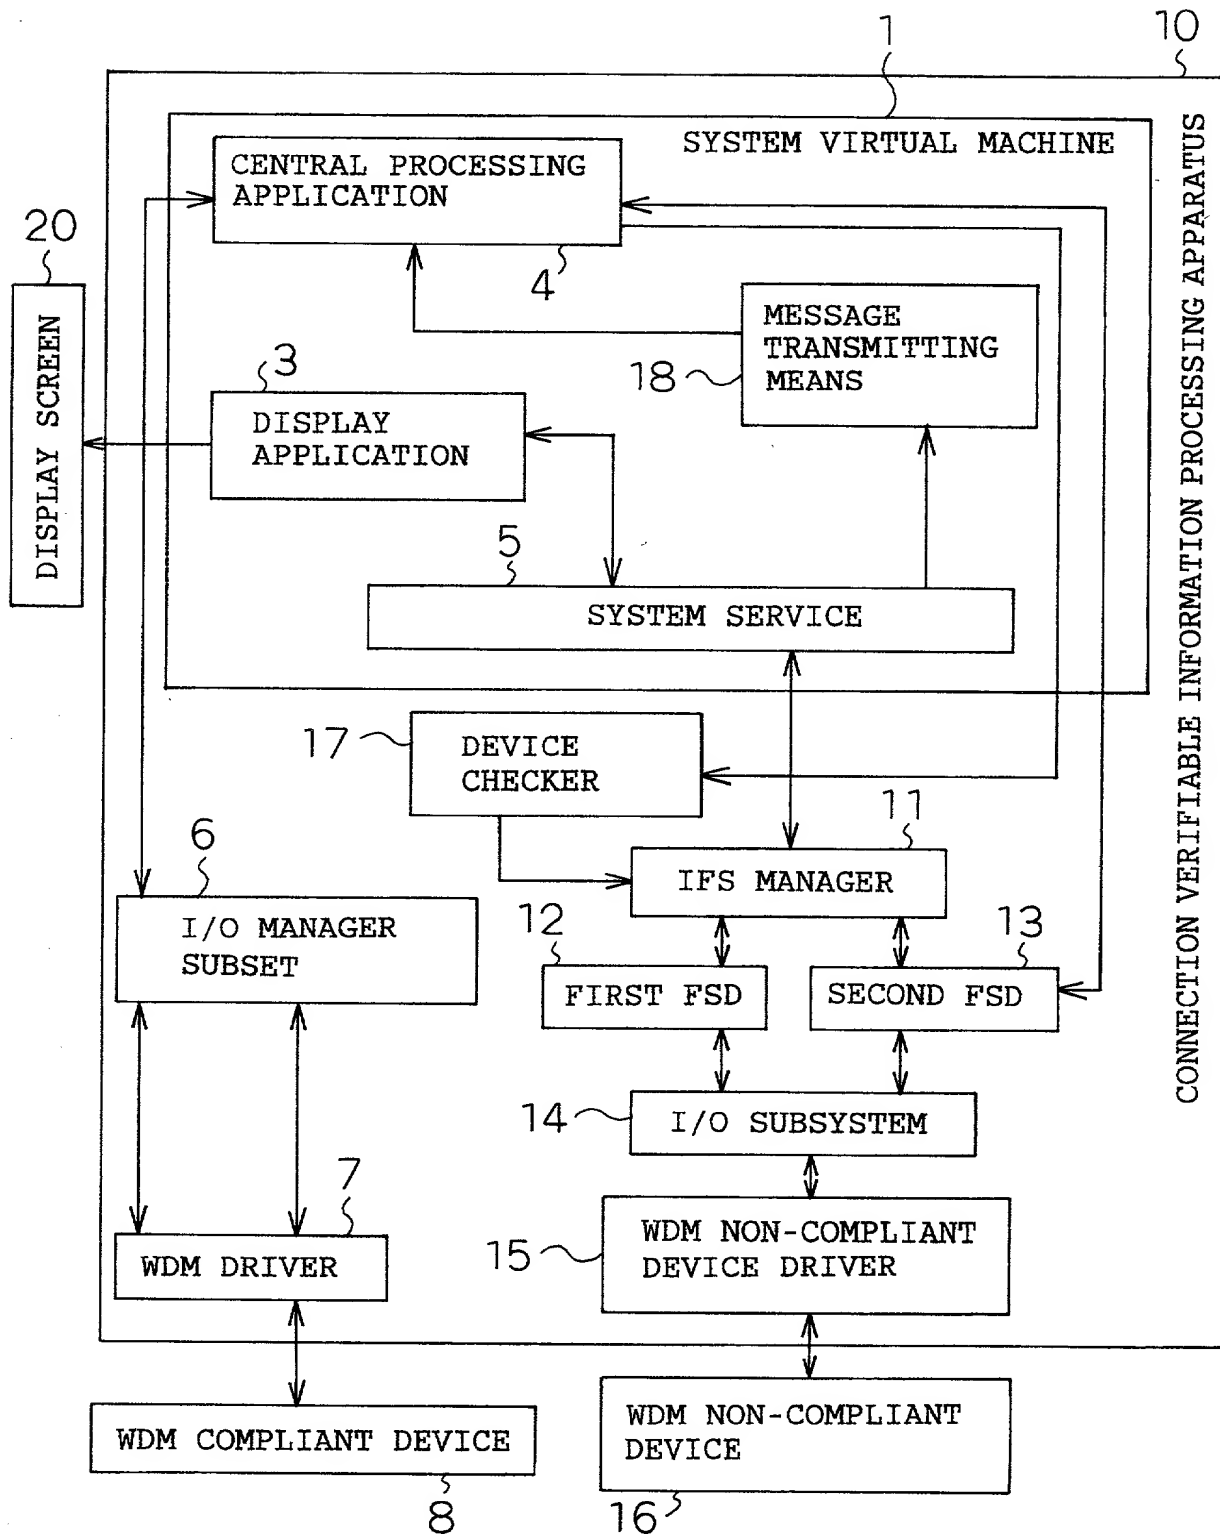 10
1
SYSTEM VIRTUAL MACHINE
CENTRAL PROCESSING
APPLICATION
4
20
DISPLAY SCREEN
MESSAGE
TRANSMITTING
MEANS
18
3
DISPLAY
APPLICATION
5
SYSTEM SERVICE
CONNECTION VERIFIABLE INFORMATION PROCESSING APPARATUS
17
DEVICE
CHECKER
11
IFS MANAGER
6
I/O MANAGER
SUBSET
12
FIRST FSD
13
SECOND FSD
14
I/O SUBSYSTEM
7
WDM DRIVER
15
WDM NON-COMPLIANT
DEVICE DRIVER
WDM COMPLIANT DEVICE
8
WDM NON-COMPLIANT
DEVICE
16